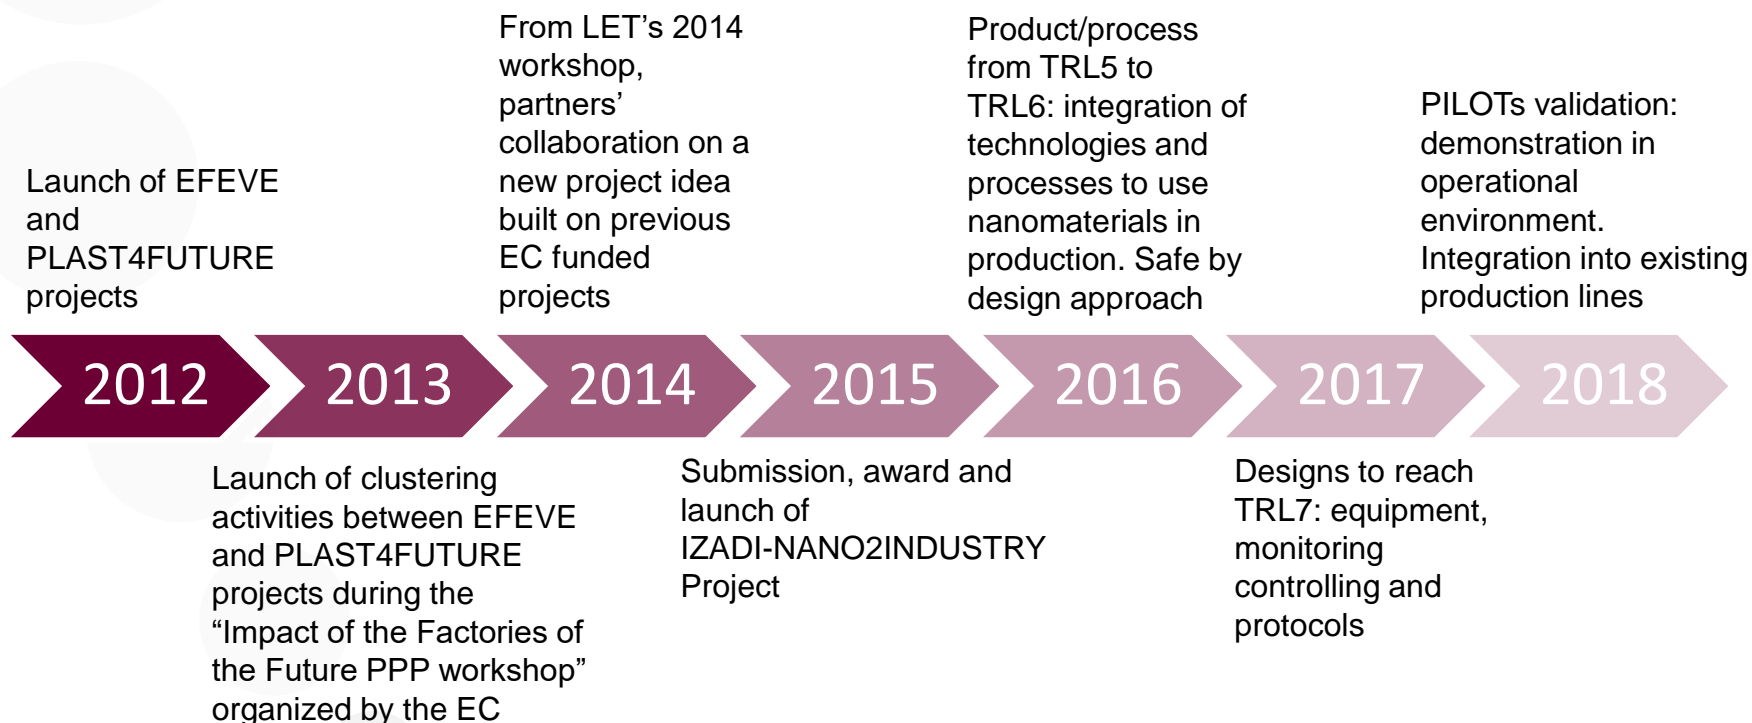 Launch of EFEVE
and
PLAST4FUTURE
projects
From LET’s 2014
workshop,
partners’
collaboration on a
new project idea
built on previous
EC funded
projects
Product/process
from TRL5 to
TRL6: integration of
technologies and
processes to use
nanomaterials in
production. Safe by
design approach
PILOTs validation:
demonstration in
operational
environment.
Integration into existing
production lines
2012
2013
2014
2015
2016
2017
2018
Launch of clustering
activities between EFEVE
and PLAST4FUTURE
projects during the
“Impact of the Factories of
the Future PPP workshop”
organized by the EC
Submission, award and
launch of
IZADI-NANO2INDUSTRY
Project
Designs to reach
TRL7: equipment,
monitoring
controlling and
protocols